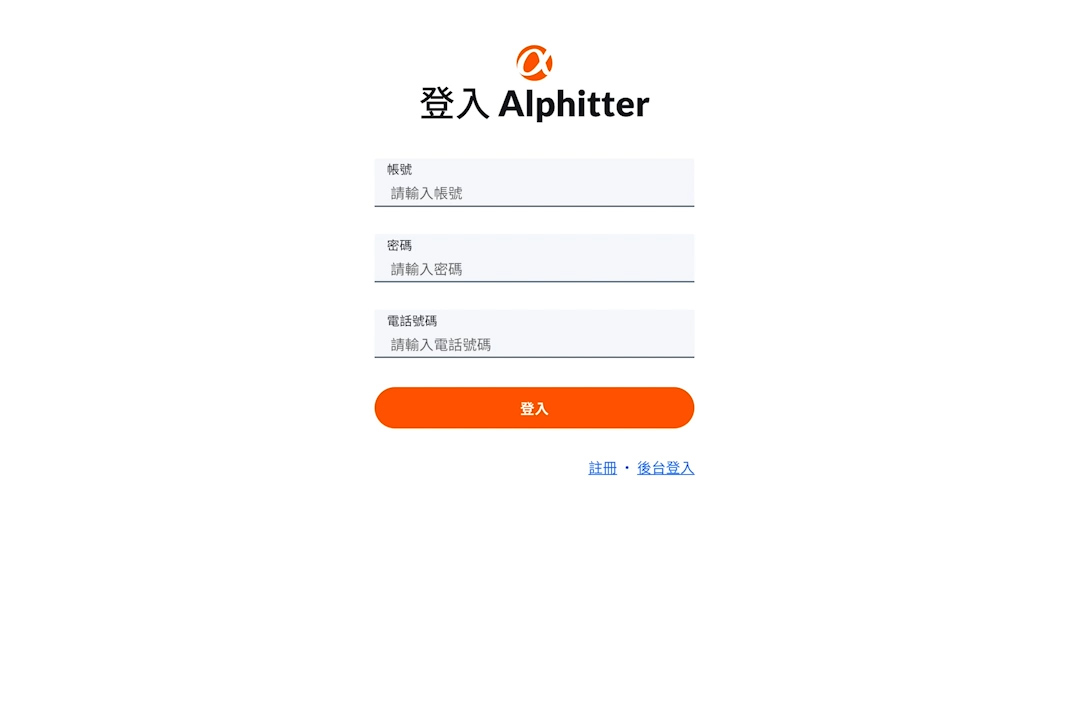 登入 Alphitter
帳號
請輸入帳號
密碼
請輸入密碼
電話號碼
請輸入電話號碼
登入
註冊・後台登入